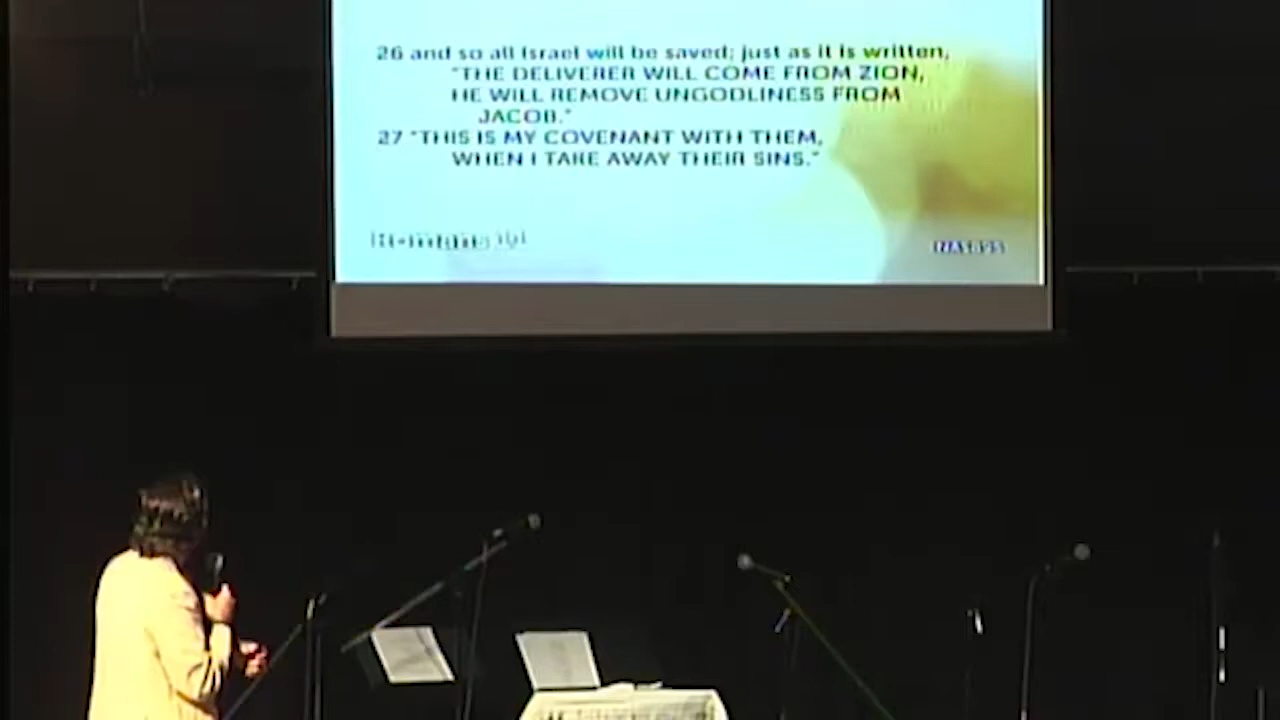 26 and so all Israel will be saved; just as it is written,
"THE DELIVERER WILL COME FROM ZION,
HE WILL REMOVE UNGODLINESS FROM
JACOB."
27 "THIS IS MY COVENANT WITH THEM,
WHEN I TAKE AWAY THEIR SINS."
NASB95